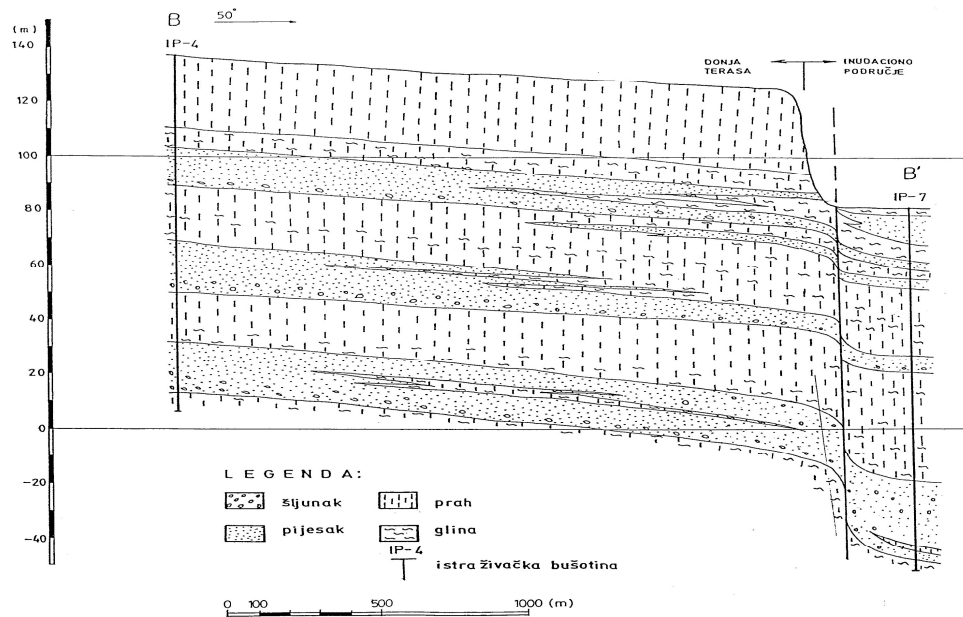 B 50°
(m)
IP-4
140
120
100
80
60
40
20
0
-20
-40
DONJA TERASA
INUDACIONO PODRUČJE
B'
IP-7
LEGENDA:
šljunak
prah
pijesak
glina
IP-4
istraživačka bušotina
0 100 500 1000 (m)